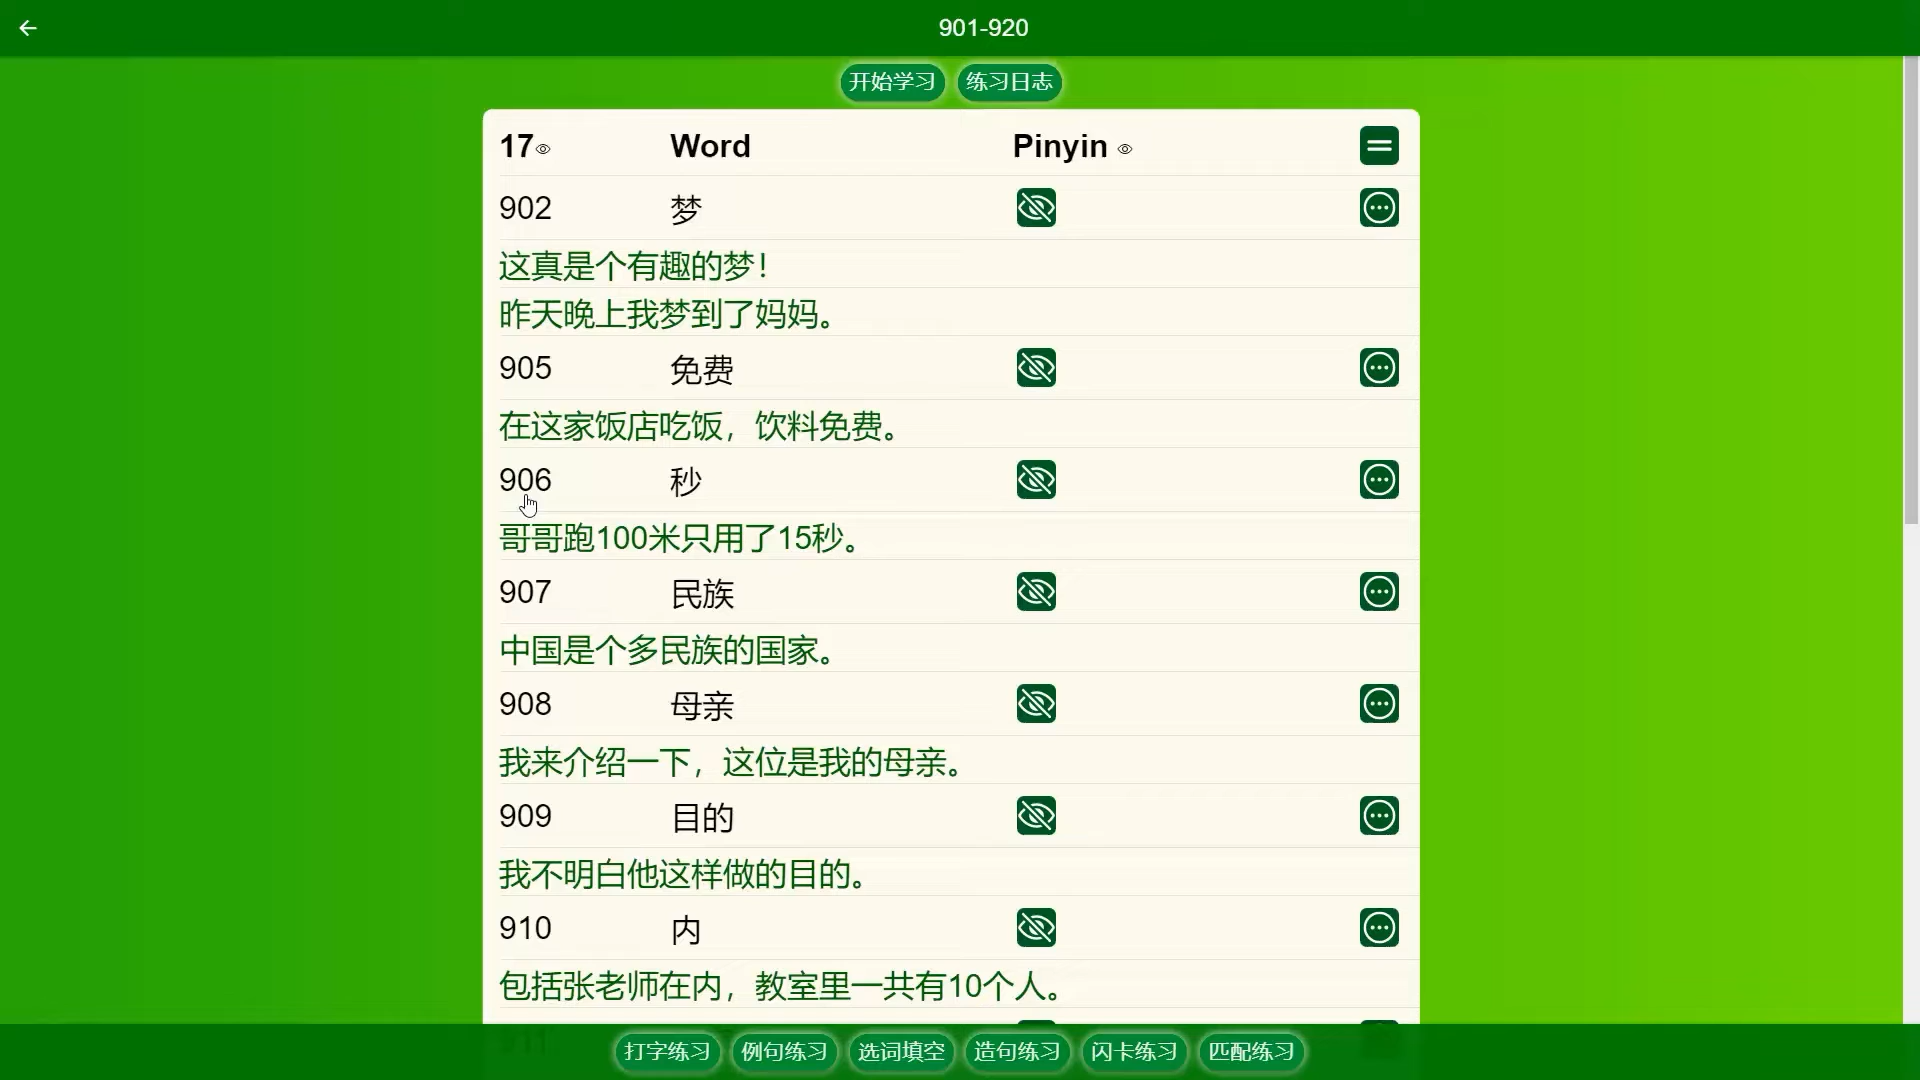 901-920
开始学习 练习日志
17 Word Pinyin
902 梦
这真是个有趣的梦！
昨天晚上我梦到了妈妈。
905 免费
在这家饭店吃饭，饮料免费。
906 秒
哥哥跑100米只用了15秒。
907 民族
中国是个多民族的国家。
908 母亲
我来介绍一下，这位是我的母亲。
909 目的
我不明白他这样做的目的。
910 内
包括张老师在内，教室里一共有10个人。
打字练习 例句练习 选词填空 造句练习 闪卡练习 匹配练习